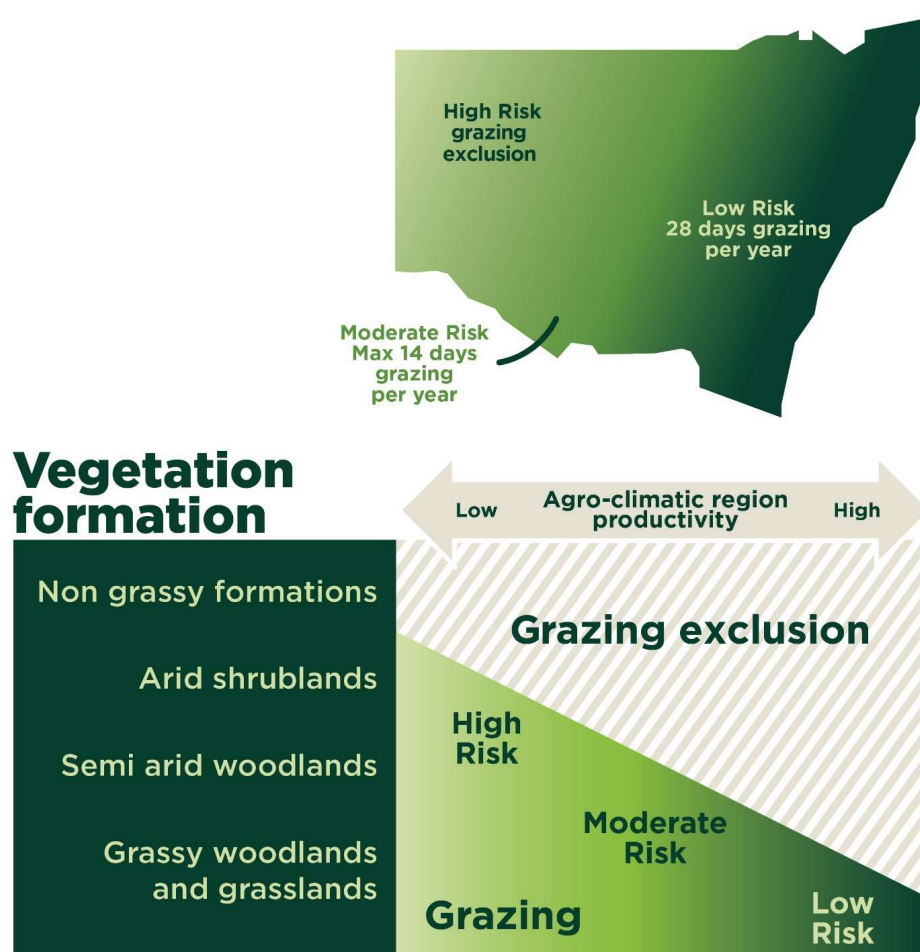 High Risk
grazing
exclusion
Low Risk
28 days grazing
per year
Moderate Risk
Max 14 days
grazing
per year
Vegetation
formation
Low
Agro-climatic region
productivity
High
Non grassy formations
Grazing exclusion
Arid shrublands
High
Risk
Semi arid woodlands
Moderate
Risk
Grassy woodlands
and grasslands
Grazing
Low
Risk